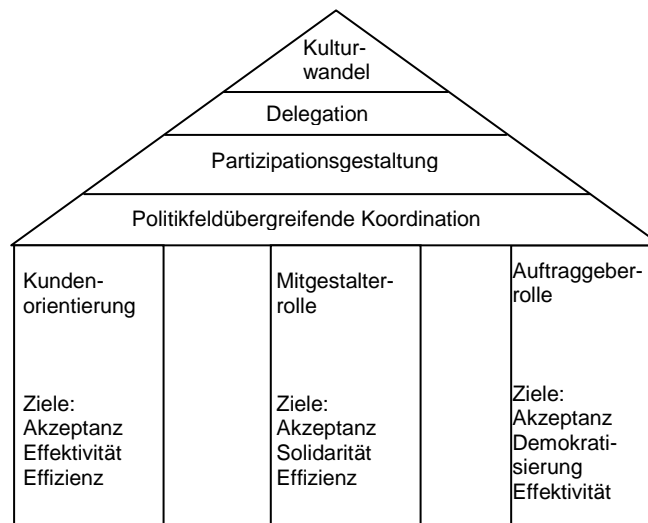 Kultur-
wandel
Delegation
Partizipationsgestaltung
Politikfeldübergreifende Koordination
Kunden-
orientierung
Ziele:
Akzeptanz
Effektivität
Effizienz
Mitgestalter-
rolle
Ziele:
Akzeptanz
Solidarität
Effizienz
Auftraggeber-
rolle
Ziele:
Akzeptanz
Demokrati-
sierung
Effektivität